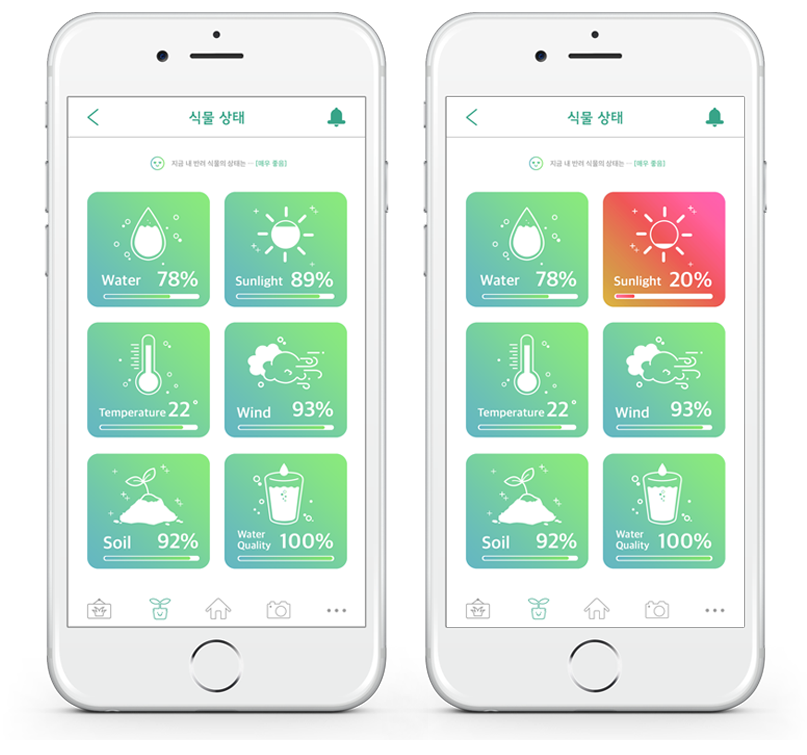 식물 상태
지금 내 반려 식물의 상태는 ··· [매우 좋음]
Water 78%
Sunlight 89%
Temperature 22°
Wind 93%
Soil 92%
Water Quality 100%
식물 상태
지금 내 반려 식물의 상태는 ··· [매우 좋음]
Water 78%
Sunlight 20%
Temperature 22°
Wind 93%
Soil 92%
Water Quality 100%